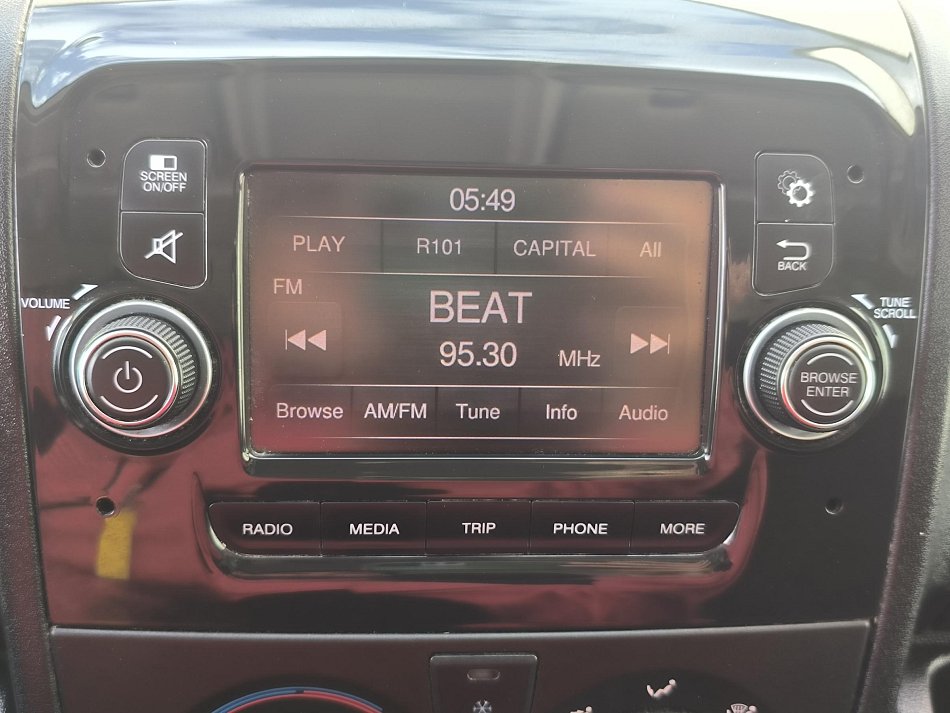 SCREEN
ON/OFF
05:49
PLAY R101 CAPITAL All
FM
BEAT
95.30 MHz
Browse AM/FM Tune Info Audio
BACK
VOLUME
TUNE
SCROLL
BROWSE
ENTER
RADIO MEDIA TRIP PHONE MORE